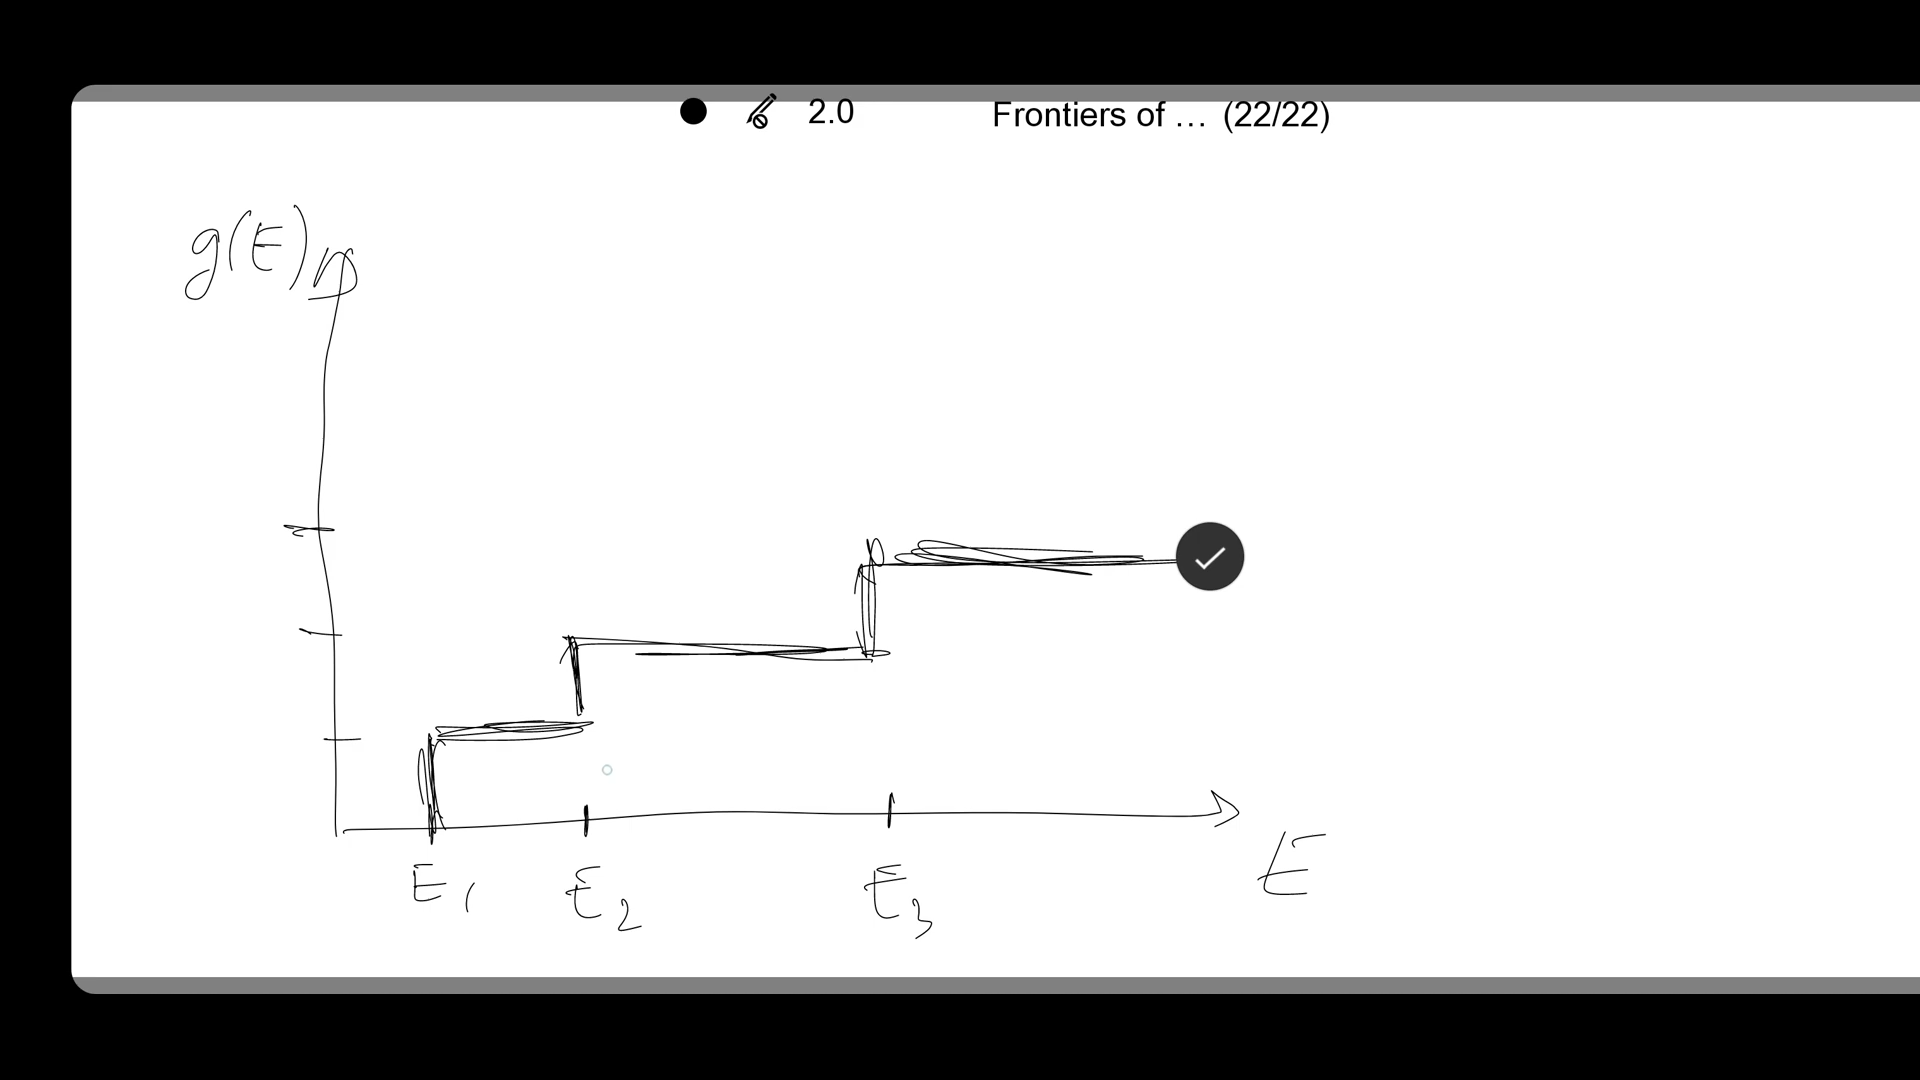 2.0 Frontiers of … (22/22)
g(E)
E1 E2 E3 E